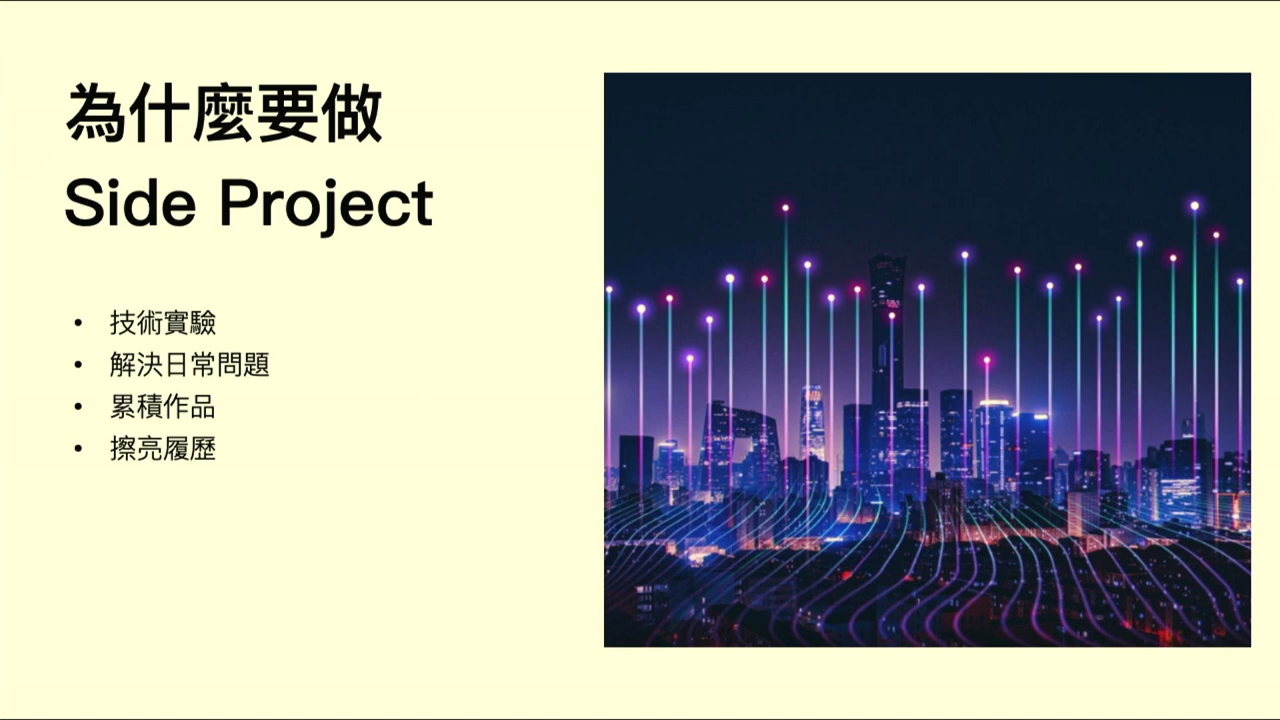 為什麼要做
Side Project
• 技術實驗
• 解決日常問題
• 累積作品
• 擦亮履歷